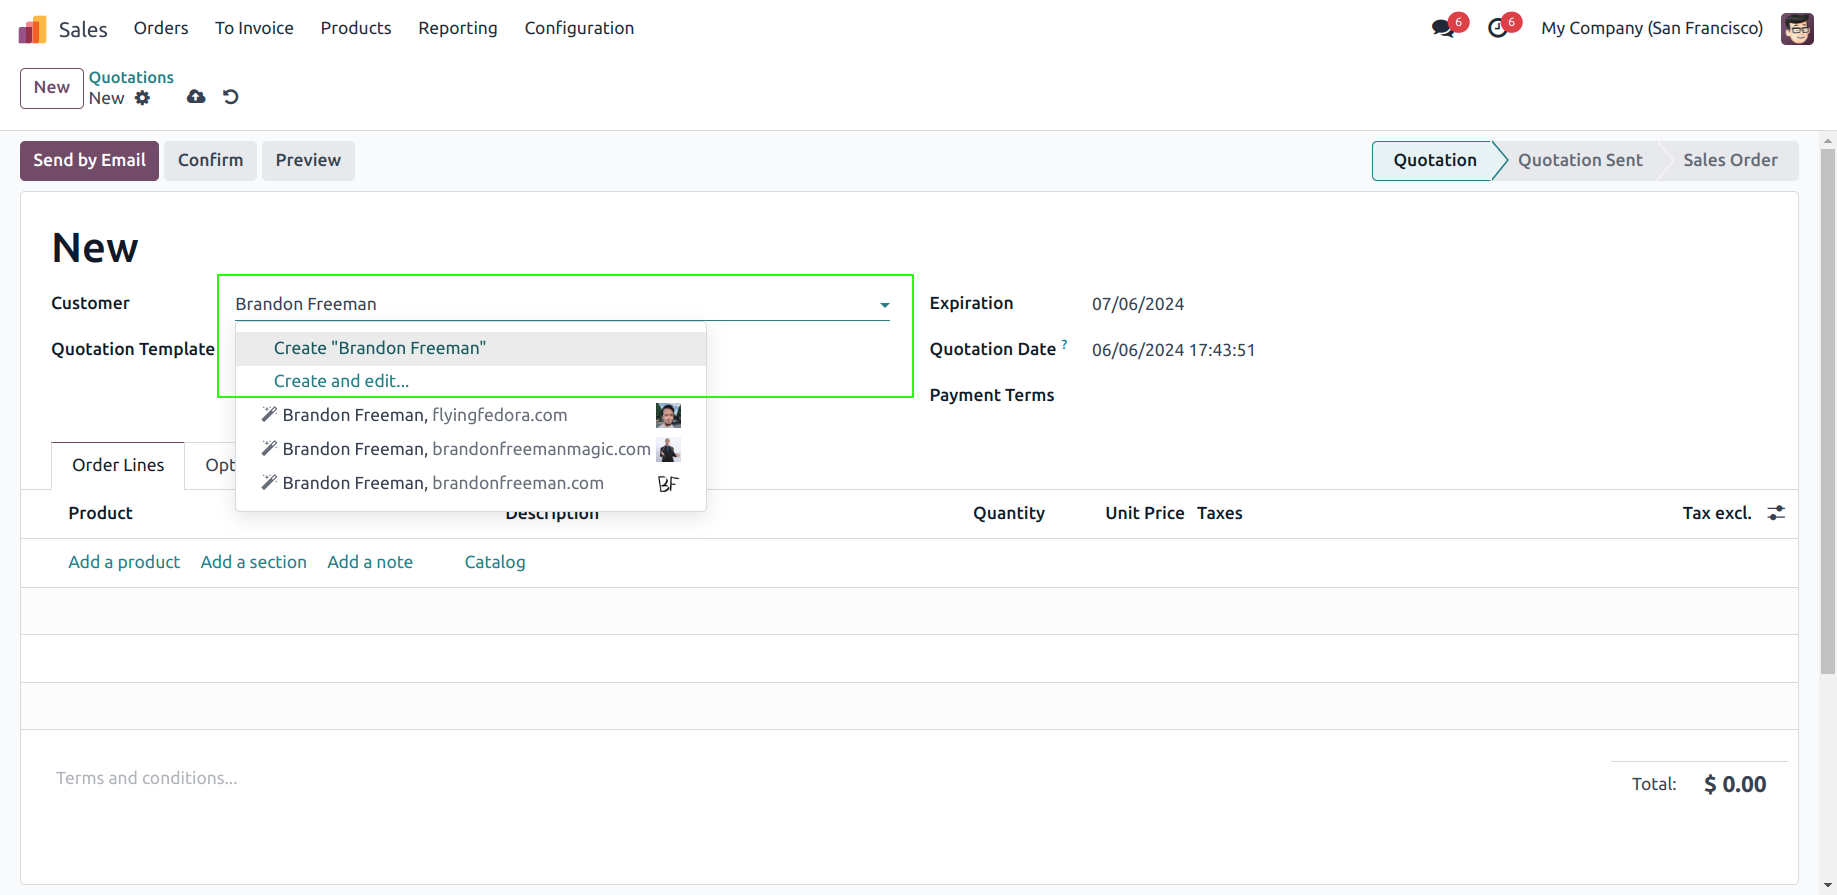 Sales Orders To Invoice Products Reporting Configuration 6 6 My Company (San Francisco)
New Quotations
New
Send by Email Confirm Preview Quotation Quotation Sent Sales Order
New
Customer Brandon Freeman Expiration 07/06/2024
Create "Brandon Freeman"
Quotation Template Quotation Date ? 06/06/2024 17:43:51
Create and edit...
Payment Terms
Brandon Freeman, flyingfedora.com
Brandon Freeman, brandonfreemanmagic.com
Order Lines Opt
Brandon Freeman, brandonfreeman.com BF
Product Description Quantity Unit Price Taxes Tax excl.
Add a product Add a section Add a note Catalog
Terms and conditions...
Total: $ 0.00